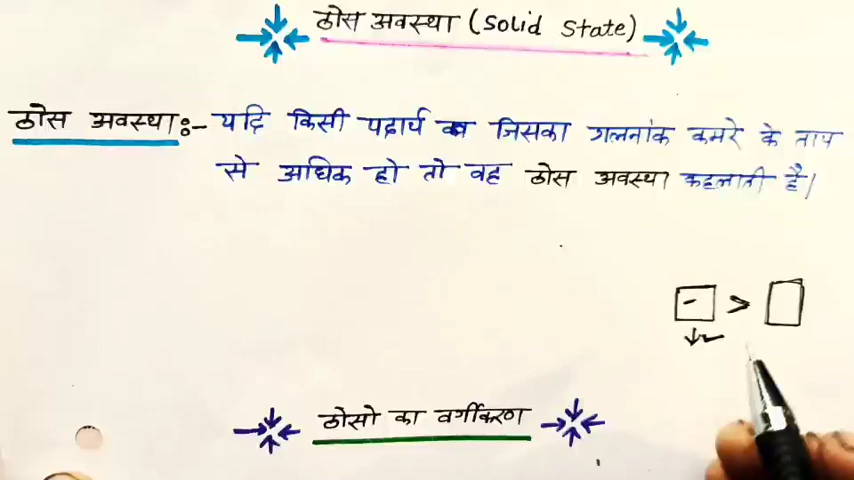 ठोस अवस्था (Solid State)
ठोस अवस्था:- यदि किसी पदार्थ का जिसका गलनांक कमरे के ताप
से अधिक हो तो वह ठोस अवस्था कहलाती है।
- >
ठोसो का वर्गीकरण